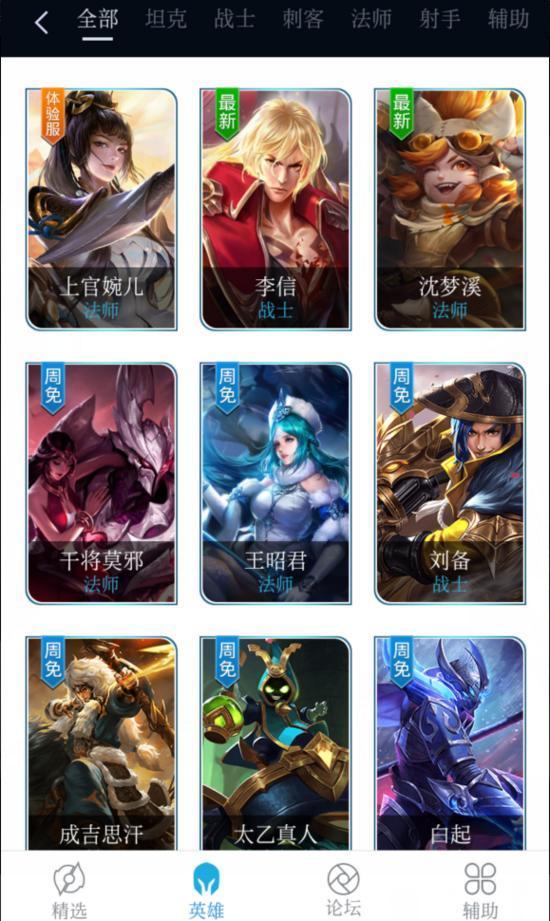 全部 坦克 战士 刺客 法师 射手 辅助
体验服
最新
最新
上官婉儿
法师
李信
战士
沈梦溪
法师
周免
周免
周免
干将莫邪
法师
王昭君
法师
刘备
战士
周免
周免
周免
成吉思汗
太乙真人
白起
精选 英雄 论坛 辅助